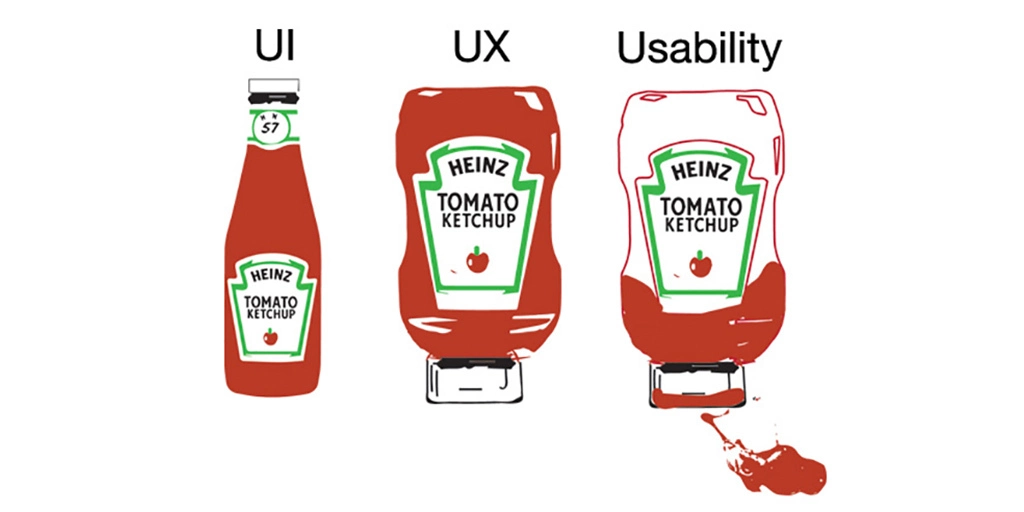 UI
UX
Usability
57
HEINZ
TOMATO
KETCHUP
HEINZ
TOMATO
KETCHUP
HEINZ
TOMATO
KETCHUP